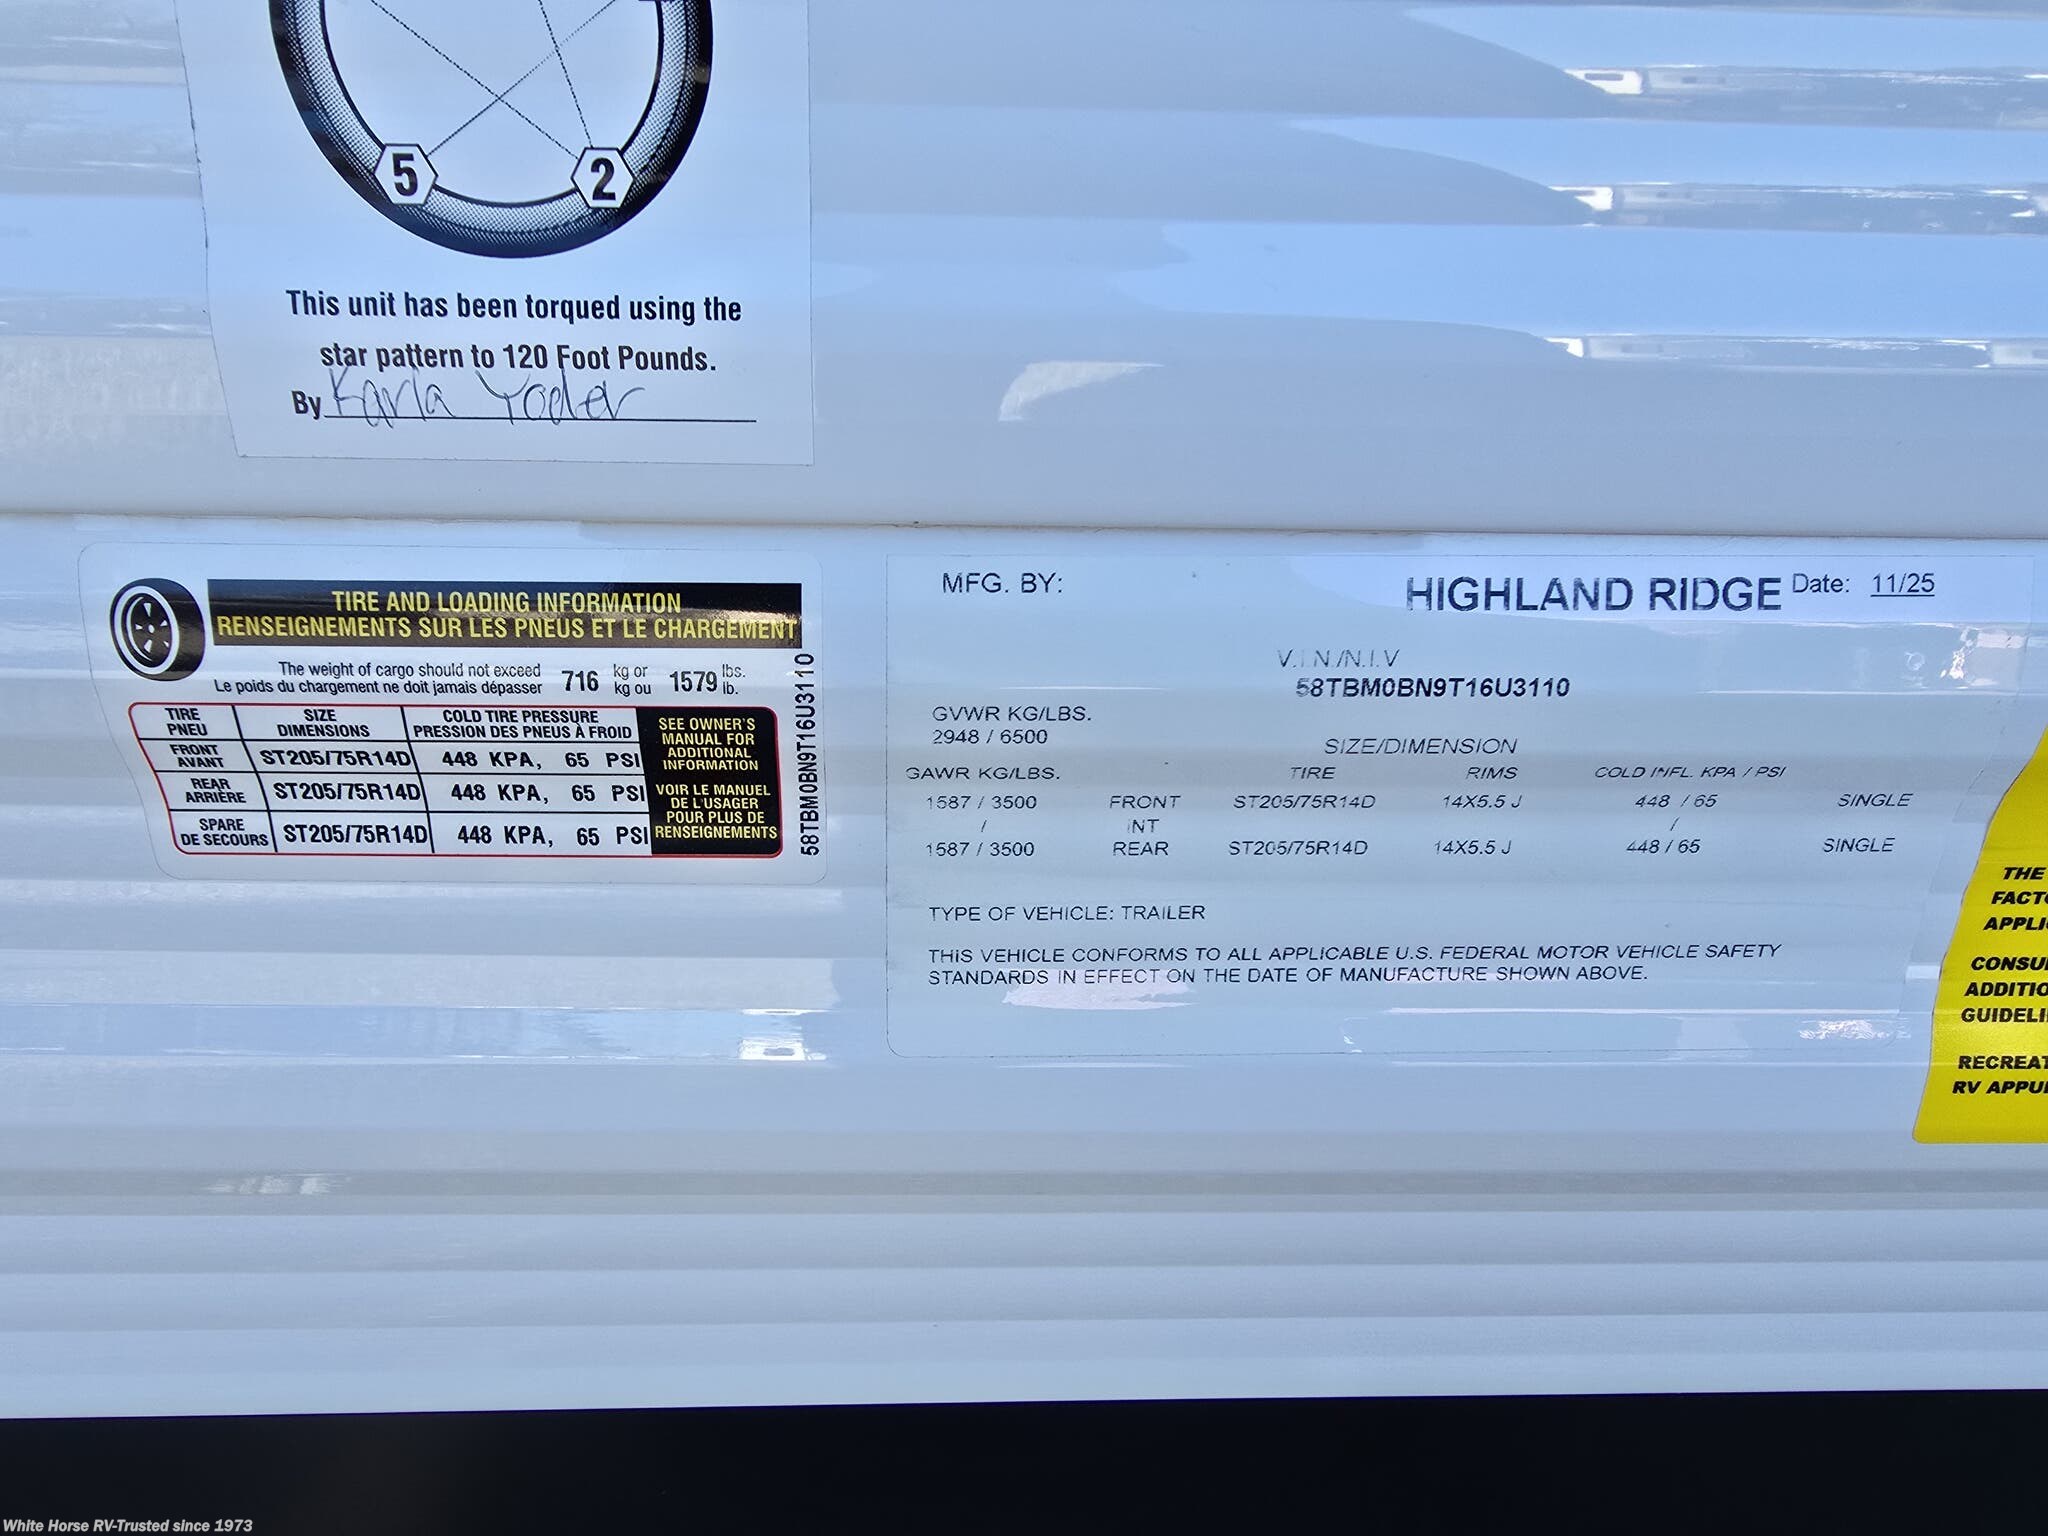 5
2
This unit has been torqued using the
star pattern to 120 Foot Pounds.
By Karla Yoder
TIRE AND LOADING INFORMATION
RENSEIGNEMENTS SUR LES PNEUS ET LE CHARGEMENT
The weight of cargo should not exceed 716 kg or 1579 lbs.
Le poids du chargement ne doit jamais dépasser kg ou lb.
TIRE SIZE COLD TIRE PRESSURE
PNEU DIMENSIONS PRESSION DES PNEUS À FROID
FRONT
AVANT ST205/75R14D 448 KPA, 65 PSI
REAR
ARRIÈRE ST205/75R14D 448 KPA, 65 PSI
SPARE
DE SECOURS ST205/75R14D 448 KPA, 65 PSI
SEE OWNER'S
MANUAL FOR
ADDITIONAL
INFORMATION
VOIR LE MANUEL
DE L'USAGER
POUR PLUS DE
RENSEIGNEMENTS
58TBM0BN9T16U3110
MFG. BY: HIGHLAND RIDGE Date: 11/25
V.I.N./N.I.V
58TBM0BN9T16U3110
GVWR KG/LBS.
2948 / 6500
SIZE/DIMENSION
GAWR KG/LBS. TIRE RIMS COLD INFL. KPA / PSI
1587 / 3500 FRONT ST205/75R14D 14X5.5 J 448 / 65 SINGLE
/ INT /
1587 / 3500 REAR ST205/75R14D 14X5.5 J 448 / 65 SINGLE
TYPE OF VEHICLE: TRAILER
THIS VEHICLE CONFORMS TO ALL APPLICABLE U.S. FEDERAL MOTOR VEHICLE SAFETY
STANDARDS IN EFFECT ON THE DATE OF MANUFACTURE SHOWN ABOVE.
THE
FACTO
APPLI
CONSU
ADDITIO
GUIDELI
RECREAT
RV APPU
White Horse RV-Trusted since 1973